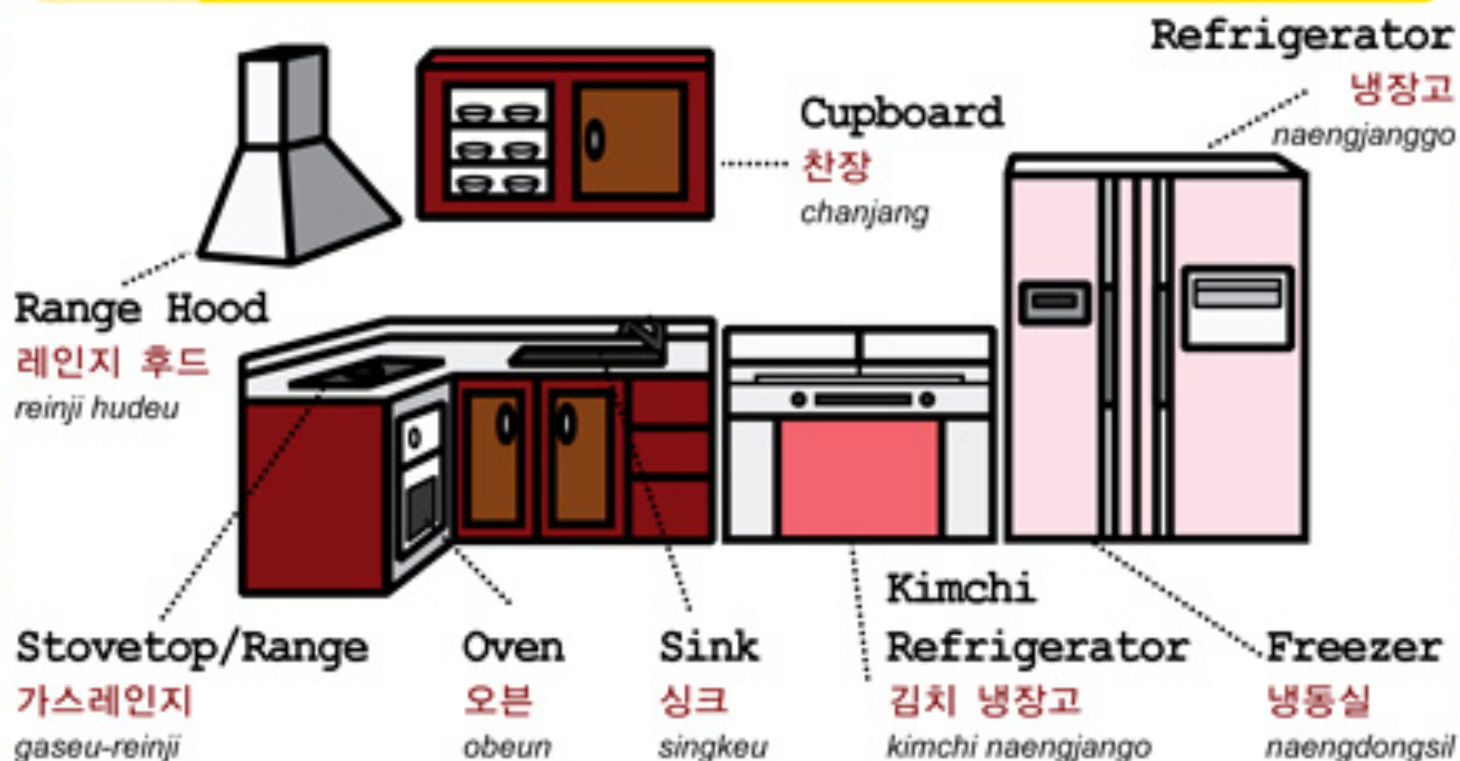 Refrigerator
냉장고
naengjanggo
Cupboard
찬장
chanjang
Range Hood
레인지 후드
reinji hudeu
Stovetop/Range
가스레인지
gaseu-reinji
Oven
오븐
obeun
Sink
싱크
singkeu
Kimchi
Refrigerator
김치 냉장고
kimchi naengjango
Freezer
냉동실
naengdongsil